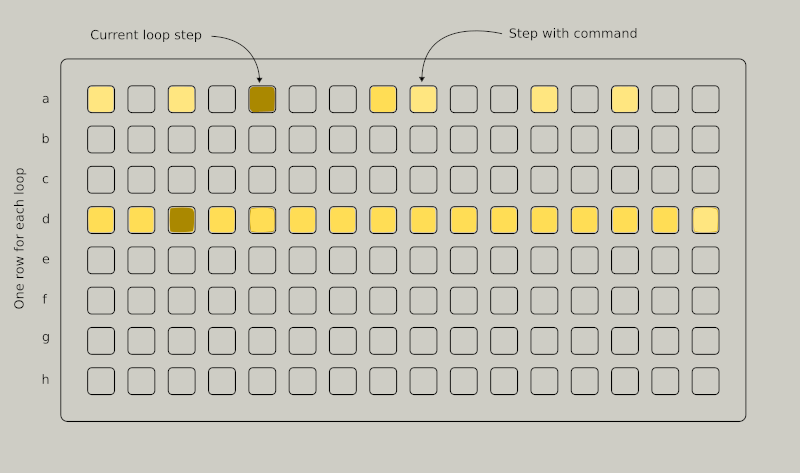 Current loop step
Step with command
One row for each loop
a
b
c
d
e
f
g
h